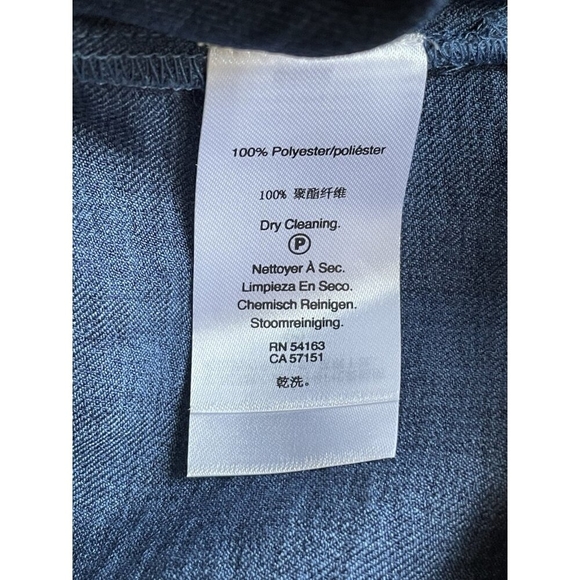 100% Polyester/poliéster
100% 聚酯纤维
Dry Cleaning.
P
Nettoyer À Sec.
Limpieza En Seco.
Chemisch Reinigen.
Stoomreiniging.
RN 54163
CA 57151
乾洗。